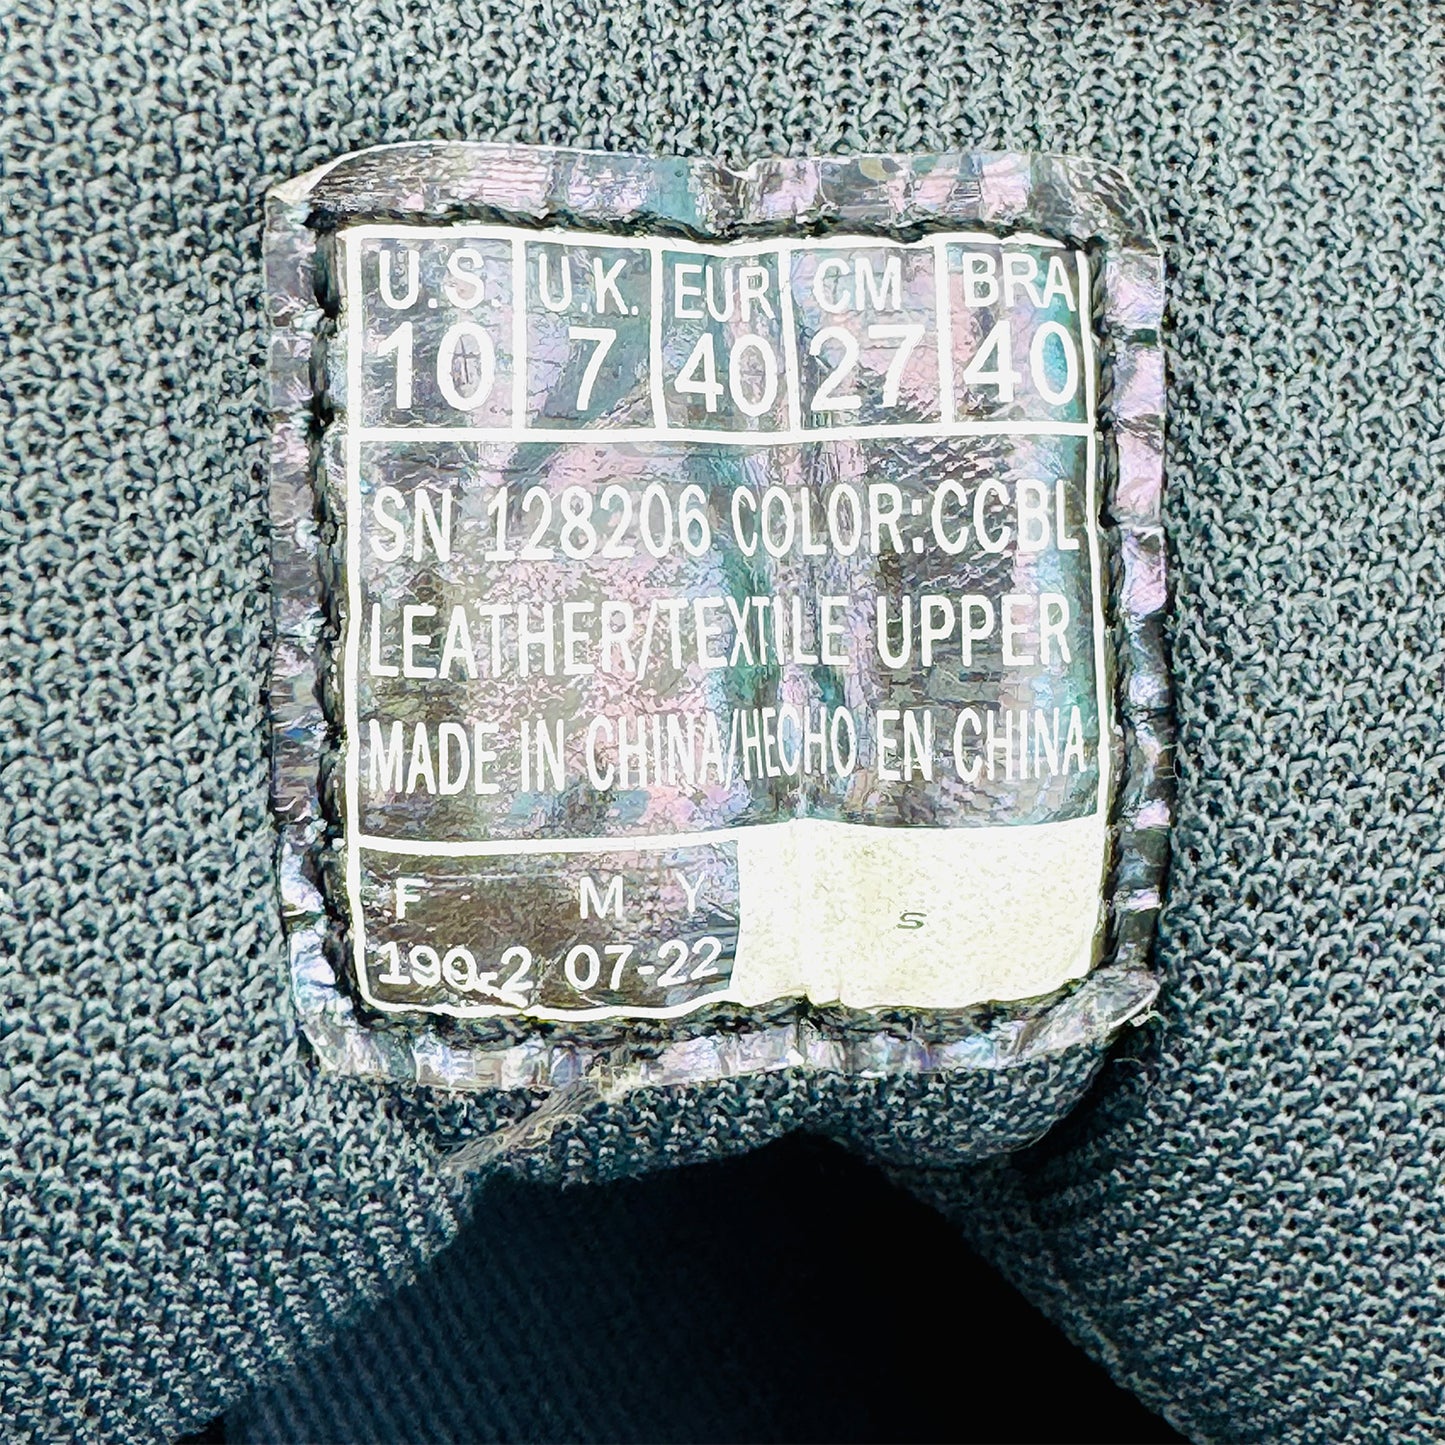 U.S. U.K. EUR CM BRA
10 7 40 27 40
SN 128206 COLOR:CCBL
LEATHER/TEXTILE UPPER
MADE IN CHINA/HECHO EN CHINA
F M Y
190-2 07-22
S